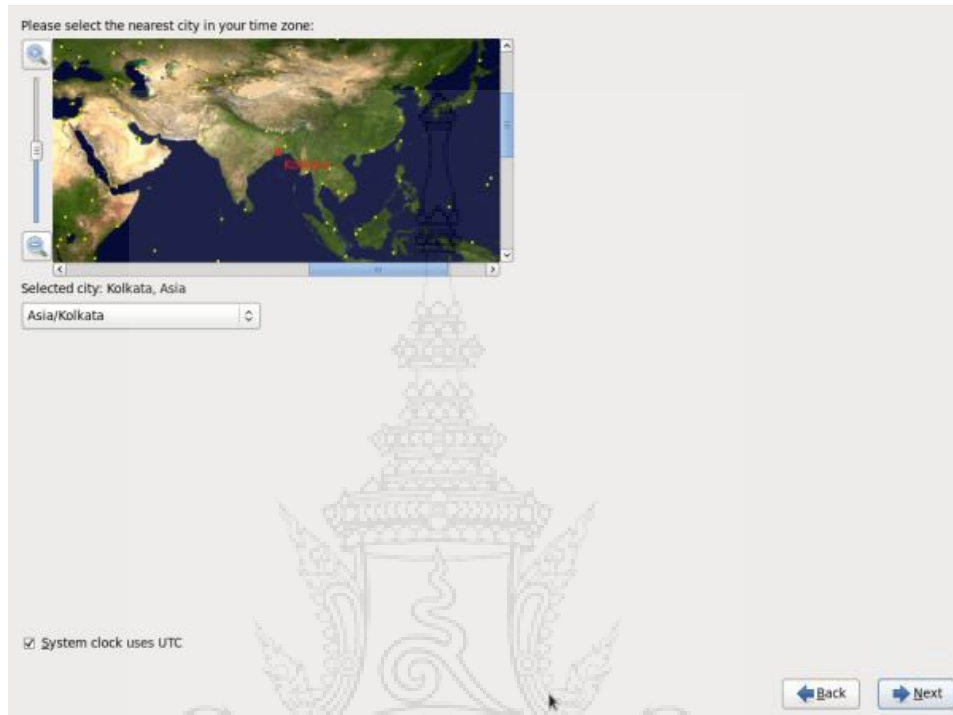 Please select the nearest city in your time zone:
Kolkata
Selected city: Kolkata, Asia
Asia/Kolkata
System clock uses UTC
Back
Next